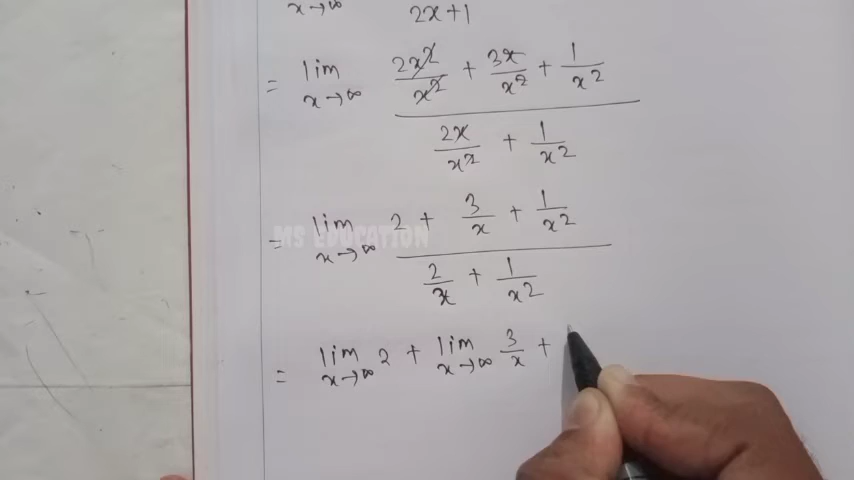 x→∞ 2x+1
= lim x→∞ 2x²/x² + 3x/x² + 1/x²
2x/x² + 1/x²
= lim x→∞ 2 + 3/x + 1/x²
MS EDUCATION
2/x + 1/x²
= lim x→∞ 2 + lim x→∞ 3/x +